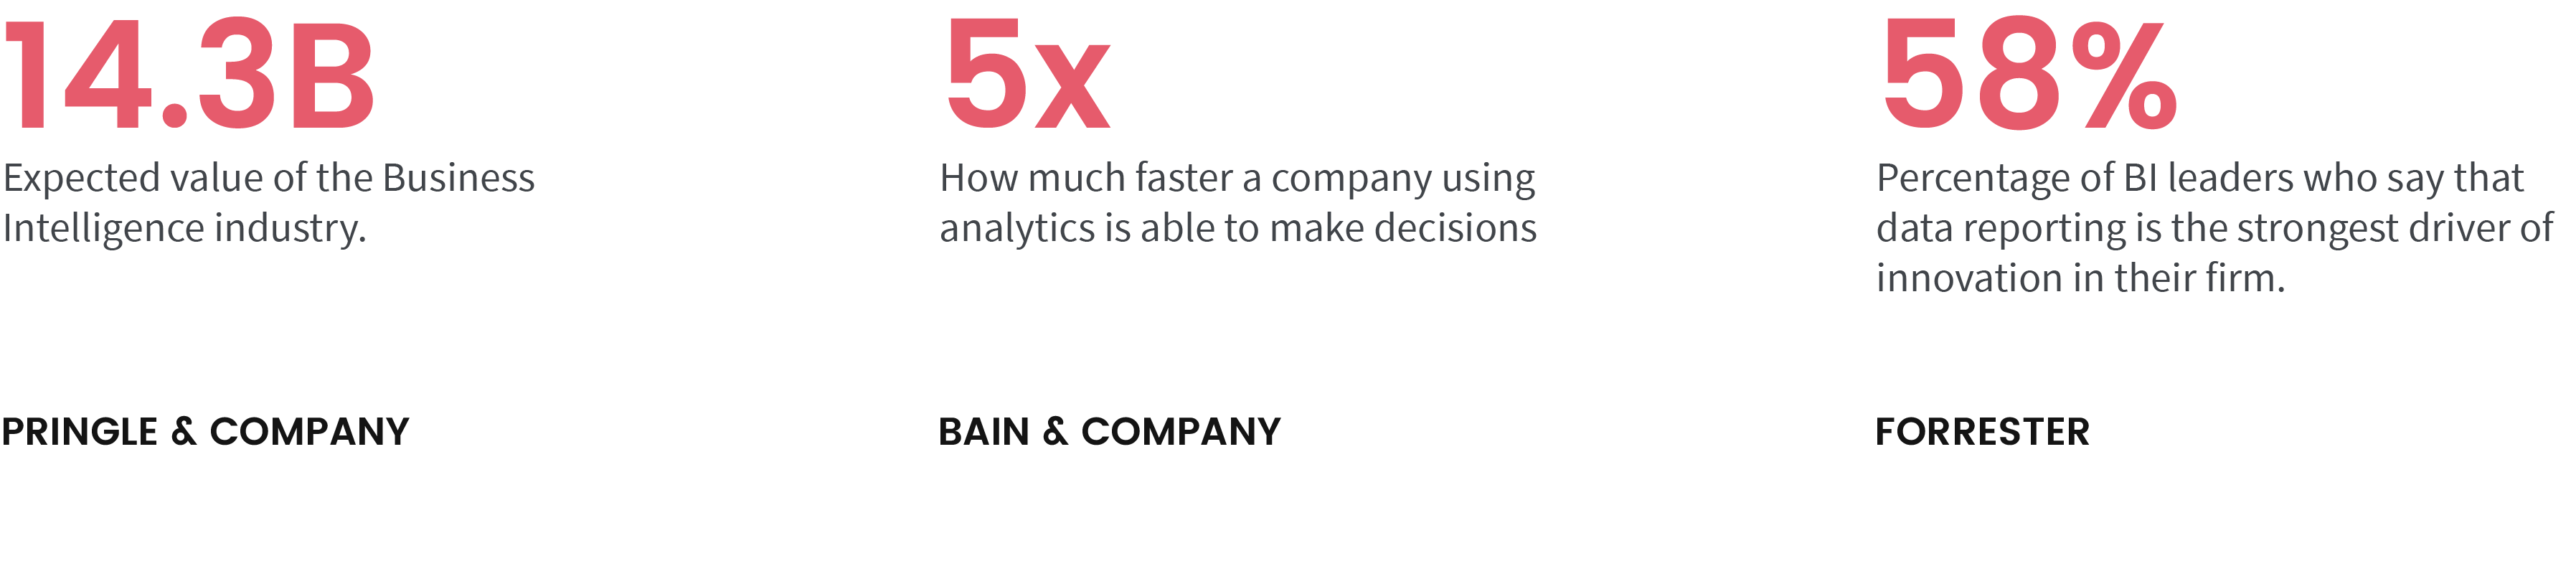 14.3B
Expected value of the Business
Intelligence industry.
PRINGLE & COMPANY
5x
How much faster a company using
analytics is able to make decisions
BAIN & COMPANY
58%
Percentage of BI leaders who say that
data reporting is the strongest driver of
innovation in their firm.
FORRESTER